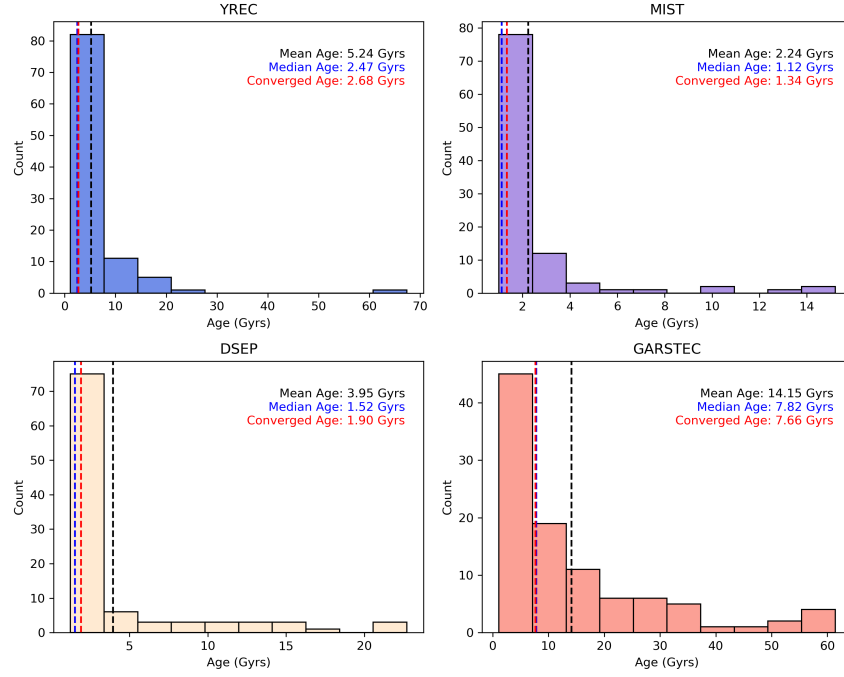 YREC
Mean Age: 5.24 Gyrs
Median Age: 2.47 Gyrs
Converged Age: 2.68 Gyrs
Count
80
70
60
50
40
30
20
10
0
0 10 20 30 40 50 60 70
Age (Gyrs)
MIST
Mean Age: 2.24 Gyrs
Median Age: 1.12 Gyrs
Converged Age: 1.34 Gyrs
Count
80
70
60
50
40
30
20
10
0
2 4 6 8 10 12 14
Age (Gyrs)
DSEP
Mean Age: 3.95 Gyrs
Median Age: 1.52 Gyrs
Converged Age: 1.90 Gyrs
Count
70
60
50
40
30
20
10
0
5 10 15 20
Age (Gyrs)
GARSTEC
Mean Age: 14.15 Gyrs
Median Age: 7.82 Gyrs
Converged Age: 7.66 Gyrs
Count
40
30
20
10
0
0 10 20 30 40 50 60
Age (Gyrs)